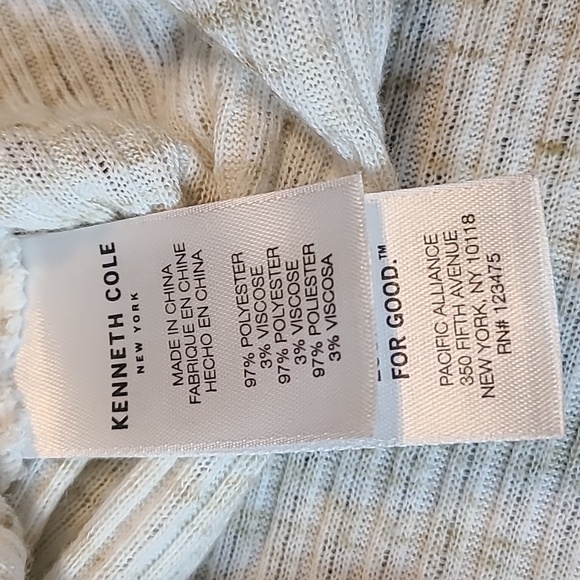 KENNETH COLE
NEW YORK
MADE IN CHINA
FABRIQUE EN CHINE
HECHO EN CHINA
97% POLYESTER
3% VISCOSE
97% POLYESTER
3% VISCOSE
97% POLIESTER
3% VISCOSA
FOR GOOD.™
PACIFIC ALLIANCE
350 FIFTH AVENUE
NEW YORK, NY 10118
RN# 123475